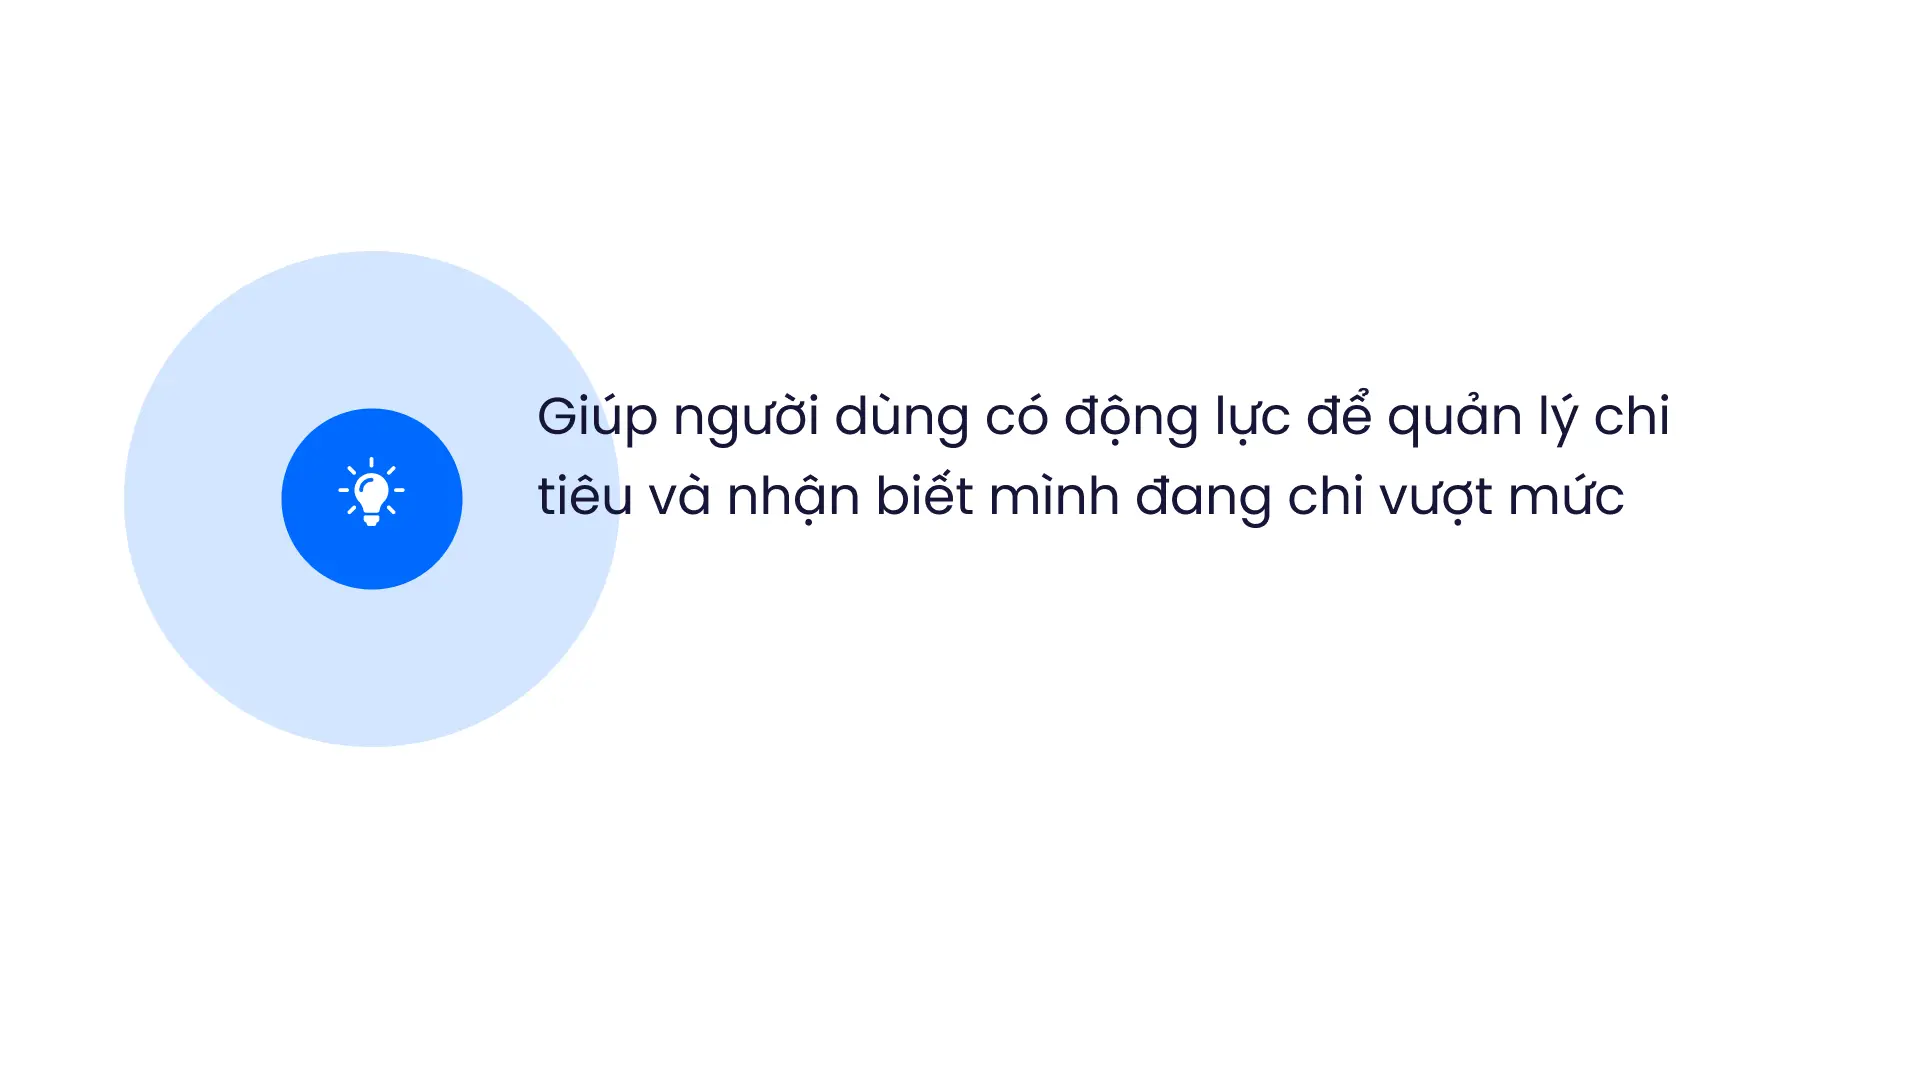 Giúp người dùng có động lực để quản lý chi
tiêu và nhận biết mình đang chi vượt mức